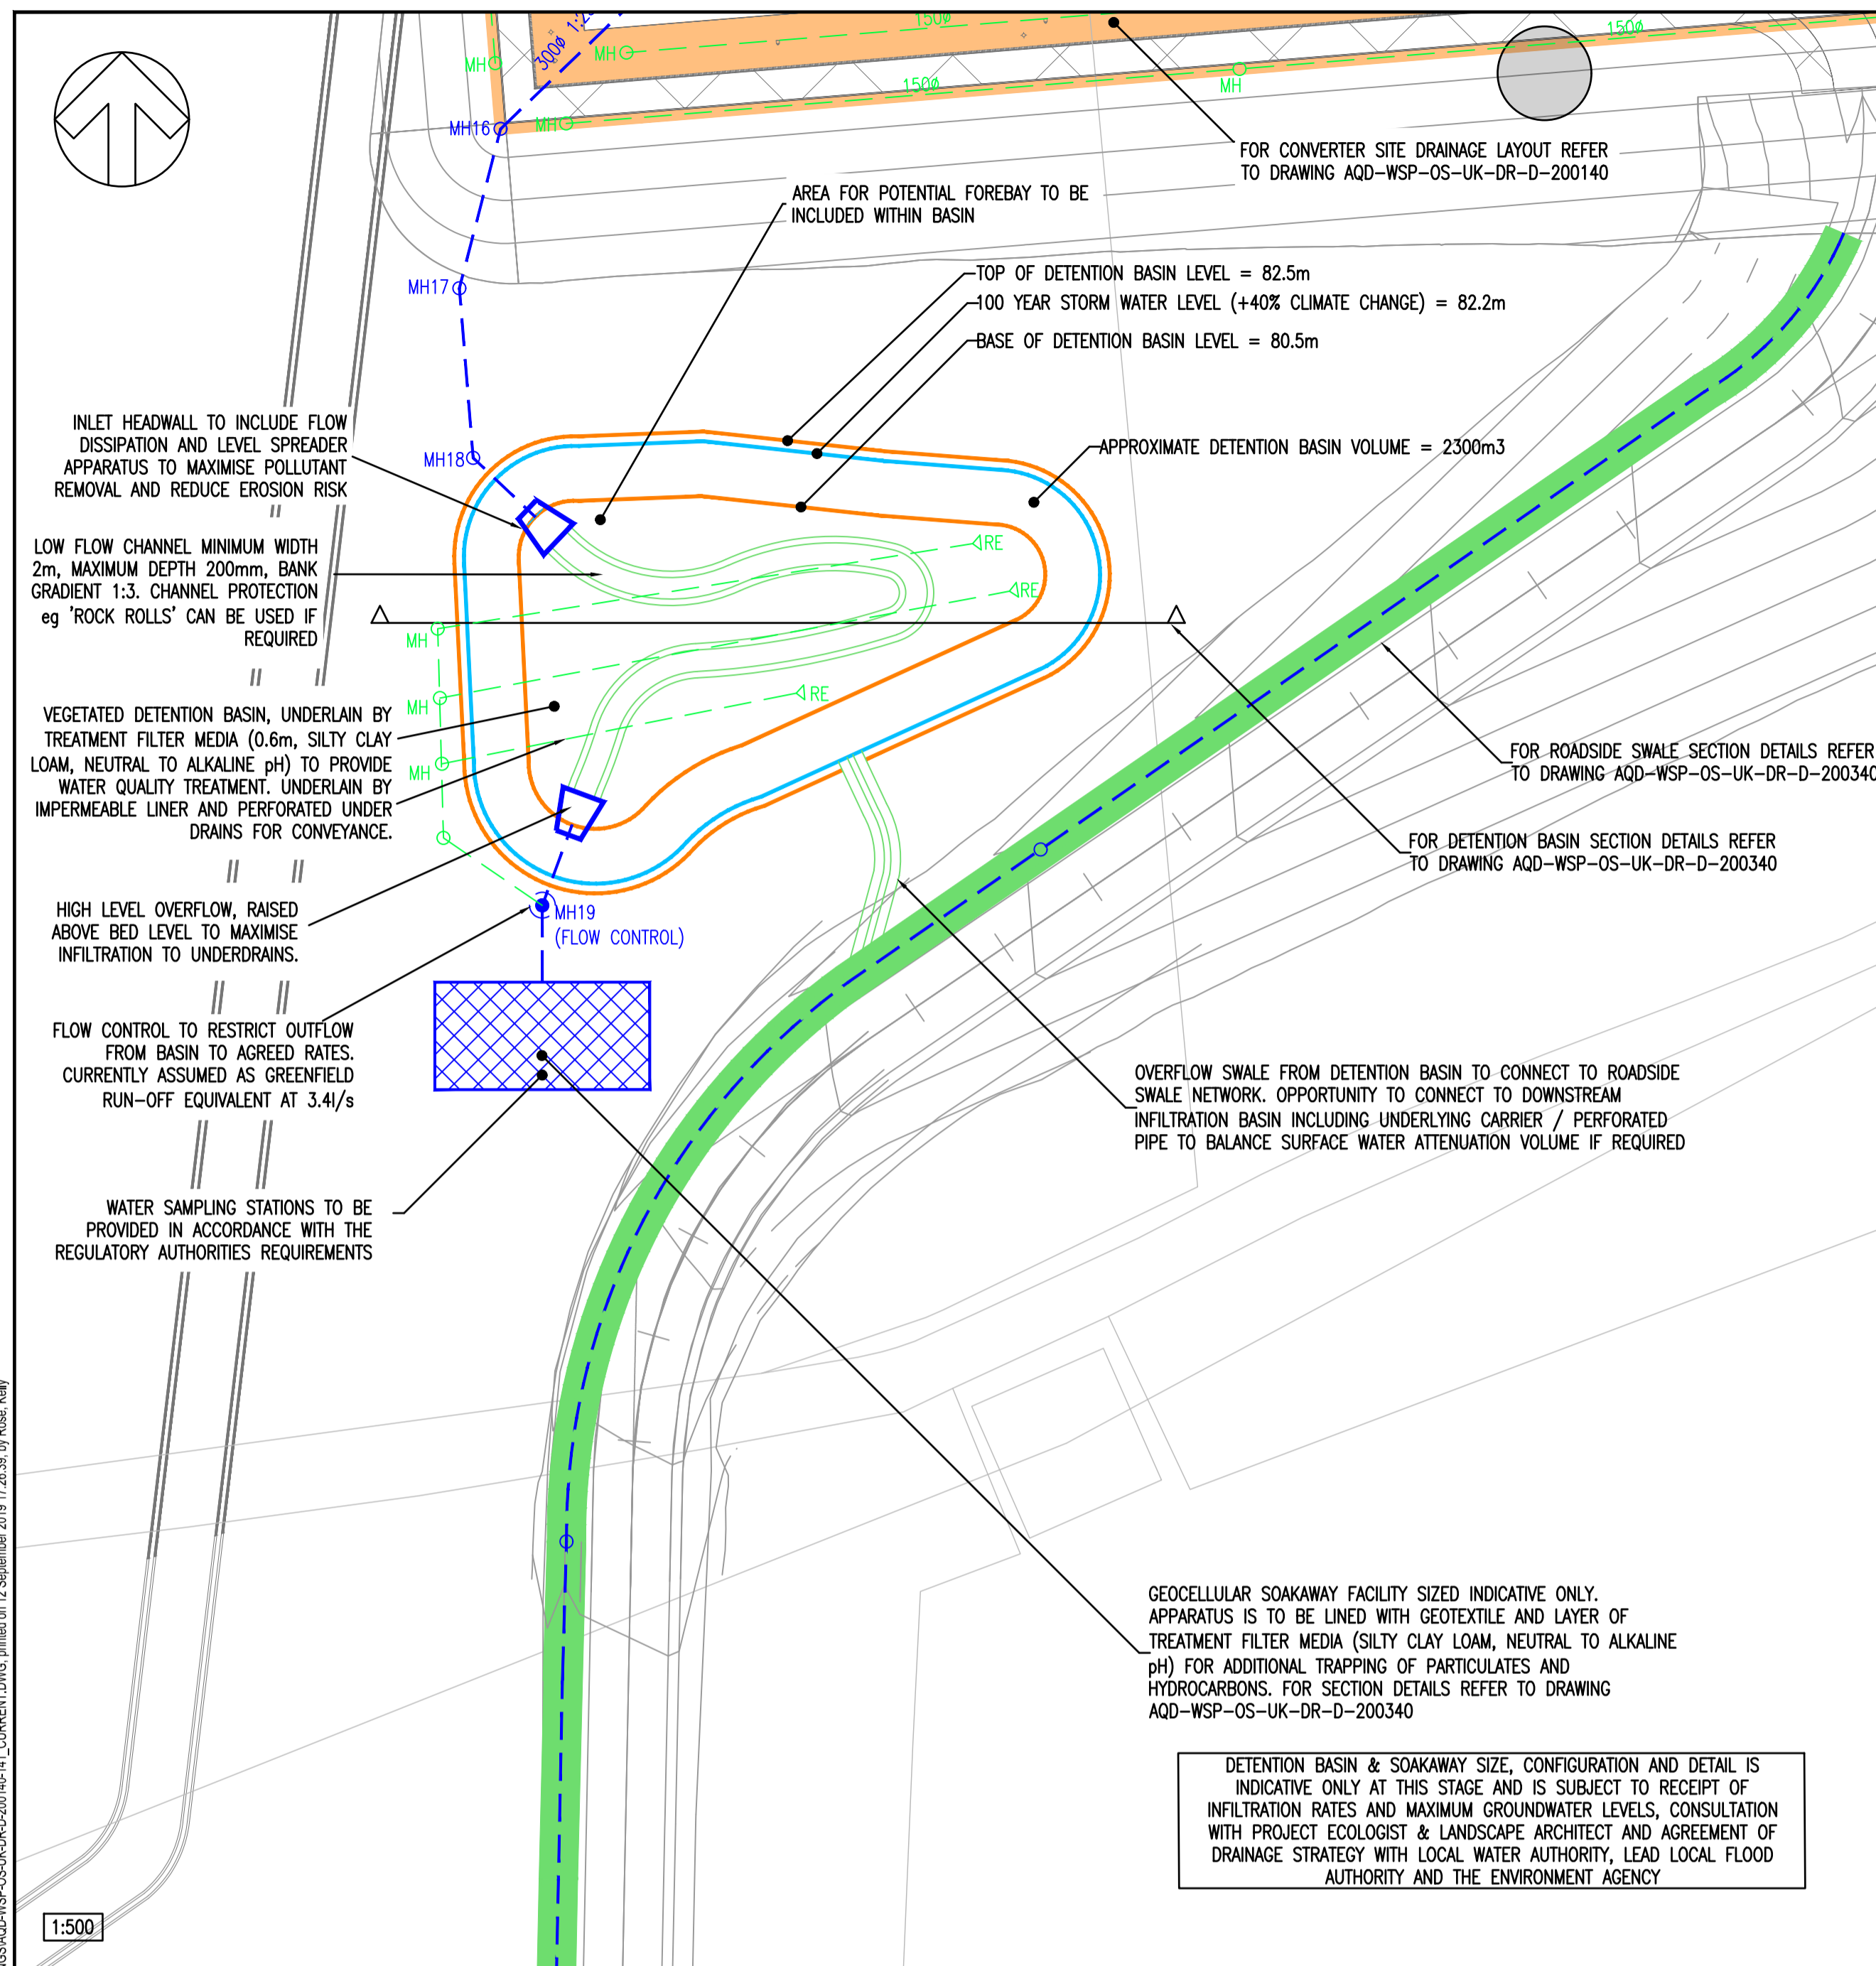 150ø
150ø
300ø 1:2
MH
MH
150ø
MH
MH16
MH
FOR CONVERTER SITE DRAINAGE LAYOUT REFER
TO DRAWING AQD-WSP-OS-UK-DR-D-200140
AREA FOR POTENTIAL FOREBAY TO BE
INCLUDED WITHIN BASIN
TOP OF DETENTION BASIN LEVEL = 82.5m
MH17
100 YEAR STORM WATER LEVEL (+40% CLIMATE CHANGE) = 82.2m
BASE OF DETENTION BASIN LEVEL = 80.5m
INLET HEADWALL TO INCLUDE FLOW
DISSIPATION AND LEVEL SPREADER
APPARATUS TO MAXIMISE POLLUTANT
REMOVAL AND REDUCE EROSION RISK
MH18
APPROXIMATE DETENTION BASIN VOLUME = 2300m3
LOW FLOW CHANNEL MINIMUM WIDTH
2m, MAXIMUM DEPTH 200mm, BANK
GRADIENT 1:3. CHANNEL PROTECTION
eg 'ROCK ROLLS' CAN BE USED IF
REQUIRED
RE
RE
MH
RE
MH
MH
VEGETATED DETENTION BASIN, UNDERLAIN BY
TREATMENT FILTER MEDIA (0.6m, SILTY CLAY
LOAM, NEUTRAL TO ALKALINE pH) TO PROVIDE
WATER QUALITY TREATMENT. UNDERLAIN BY
IMPERMEABLE LINER AND PERFORATED UNDER
DRAINS FOR CONVEYANCE.
FOR ROADSIDE SWALE SECTION DETAILS REFER
TO DRAWING AQD-WSP-OS-UK-DR-D-200340
FOR DETENTION BASIN SECTION DETAILS REFER
TO DRAWING AQD-WSP-OS-UK-DR-D-200340
HIGH LEVEL OVERFLOW, RAISED
ABOVE BED LEVEL TO MAXIMISE
INFILTRATION TO UNDERDRAINS.
MH19
(FLOW CONTROL)
FLOW CONTROL TO RESTRICT OUTFLOW
FROM BASIN TO AGREED RATES.
CURRENTLY ASSUMED AS GREENFIELD
RUN-OFF EQUIVALENT AT 3.4l/s
OVERFLOW SWALE FROM DETENTION BASIN TO CONNECT TO ROADSIDE
SWALE NETWORK. OPPORTUNITY TO CONNECT TO DOWNSTREAM
INFILTRATION BASIN INCLUDING UNDERLYING CARRIER / PERFORATED
PIPE TO BALANCE SURFACE WATER ATTENUATION VOLUME IF REQUIRED
WATER SAMPLING STATIONS TO BE
PROVIDED IN ACCORDANCE WITH THE
REGULATORY AUTHORITIES REQUIREMENTS
GEOCELLULAR SOAKAWAY FACILITY SIZED INDICATIVE ONLY.
APPARATUS IS TO BE LINED WITH GEOTEXTILE AND LAYER OF
TREATMENT FILTER MEDIA (SILTY CLAY LOAM, NEUTRAL TO ALKALINE
pH) FOR ADDITIONAL TRAPPING OF PARTICULATES AND
HYDROCARBONS. FOR SECTION DETAILS REFER TO DRAWING
AQD-WSP-OS-UK-DR-D-200340
DETENTION BASIN & SOAKAWAY SIZE, CONFIGURATION AND DETAIL IS
INDICATIVE ONLY AT THIS STAGE AND IS SUBJECT TO RECEIPT OF
INFILTRATION RATES AND MAXIMUM GROUNDWATER LEVELS, CONSULTATION
WITH PROJECT ECOLOGIST & LANDSCAPE ARCHITECT AND AGREEMENT OF
DRAINAGE STRATEGY WITH LOCAL WATER AUTHORITY, LEAD LOCAL FLOOD
AUTHORITY AND THE ENVIRONMENT AGENCY
1:500
printed on 12 September 2019 17:26:39, by Rose, Kelly